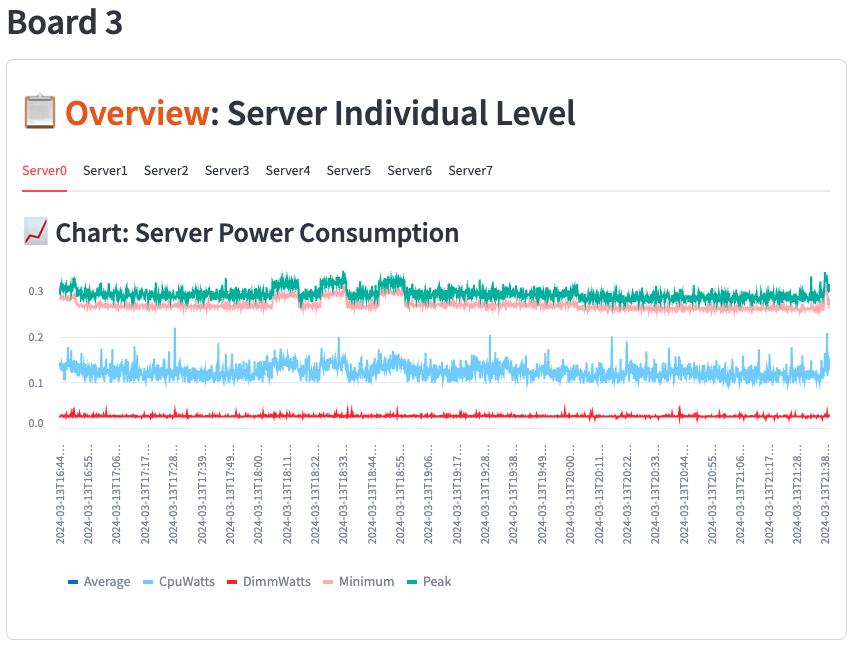 Board 3
Overview: Server Individual Level
Server0 Server1 Server2 Server3 Server4 Server5 Server6 Server7
Chart: Server Power Consumption
0.3
0.2
0.1
0.0
2024-03-13T16:44…
2024-03-13T16:55…
2024-03-13T17:06…
2024-03-13T17:17…
2024-03-13T17:28…
2024-03-13T17:39…
2024-03-13T17:49…
2024-03-13T18:00…
2024-03-13T18:11…
2024-03-13T18:22…
2024-03-13T18:33…
2024-03-13T18:44…
2024-03-13T18:55…
2024-03-13T19:06…
2024-03-13T19:17…
2024-03-13T19:28…
2024-03-13T19:38…
2024-03-13T19:49…
2024-03-13T20:00…
2024-03-13T20:11…
2024-03-13T20:22…
2024-03-13T20:33…
2024-03-13T20:44…
2024-03-13T20:55…
2024-03-13T21:06…
2024-03-13T21:17…
2024-03-13T21:28…
2024-03-13T21:38…
Average CpuWatts DimmWatts Minimum Peak